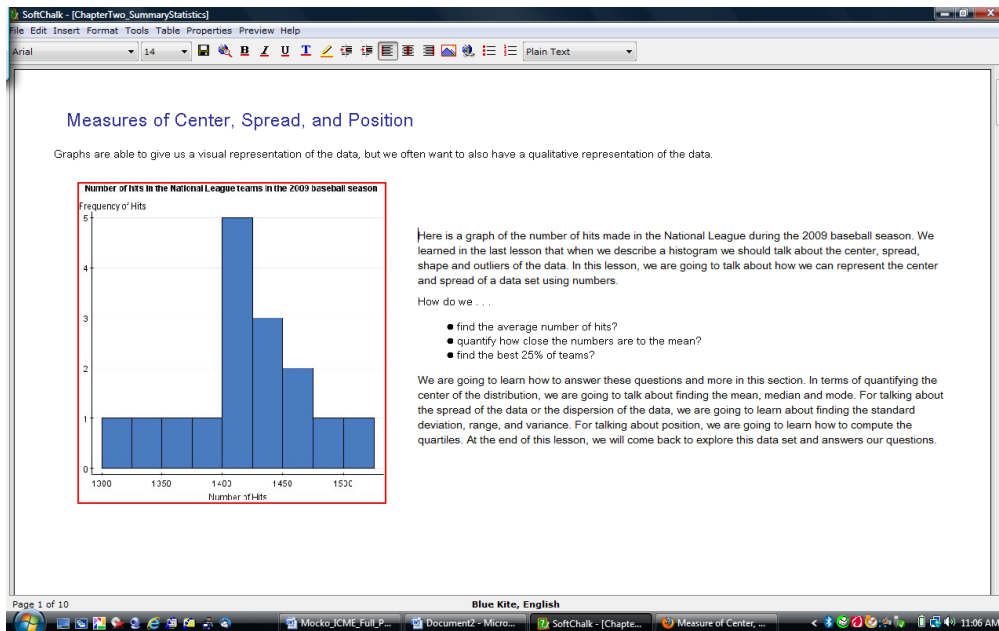 SoftChalk - [ChapterTwo_SummaryStatistics]
File Edit Insert Format Tools Table Properties Preview Help
Arial 14 B I U T Plain Text
Measures of Center, Spread, and Position
Graphs are able to give us a visual representation of the data, but we often want to also have a qualitative representation of the data.
Number of hits in the National League teams in the 2009 baseball season
Frequency of Hits
5
4
3
2
1
0
1300 1350 1400 1450 1500
Number of Hits
Here is a graph of the number of hits made in the National League during the 2009 baseball season. We
learned in the last lesson that when we describe a histogram we should talk about the center, spread,
shape and outliers of the data. In this lesson, we are going to talk about how we can represent the center
and spread of a data set using numbers.
How do we . . .
● find the average number of hits?
● quantify how close the numbers are to the mean?
● find the best 25% of teams?
We are going to learn how to answer these questions and more in this section. In terms of quantifying the
center of the distribution, we are going to talk about finding the mean, median and mode. For talking about
the spread of the data or the dispersion of the data, we are going to learn about finding the standard
deviation, range, and variance. For talking about position, we are going to learn how to compute the
quartiles. At the end of this lesson, we will come back to explore this data set and answers our questions.
Page 1 of 10 Blue Kite, English
Mocko_ICME_Full_P... Document2 - Micro... SoftChalk - [Chapte... Measure of Center, ... 11:06 AM